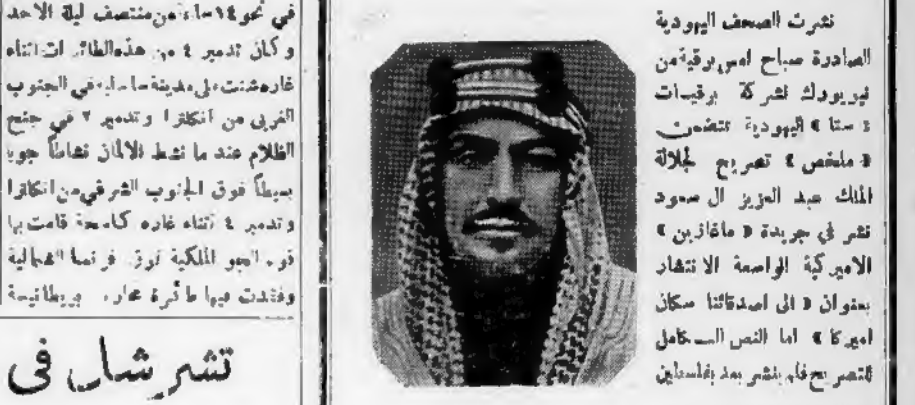 نشرت الصحف اليهودية
الصادرة صباح امس برقية من
نيويورك لشركة برقيات
« ستا » اليهودية تتضمن
« ملخص » تصريح لجلالة
الملك عبد العزيز ال سعود
نشر في جريدة « ماغازين »
الاميركية الواسعة الانتشار
بعنوان « الى اصدقائنا سكان
اميركا » اما النص الكامل
للتصريح فلم ينشر بعد بفلسطين
في نحو ١٤ ساعة من منتصف ليلة الاحد
وكان تدمير ٤ من هذه الطائرات اثناء
غارة شنت على مدينة ساحلية في الجنوب
الغربي من انكلترا وتدمير ٢ في جنح
الظلام عند ما نشط الالمان نشاطاً جويا
بسيطاً فوق الجنوب الشرقي من انكلترا
وتدمير ٤ اثناء غارة كاسحة قامت بها
قوة الجو الملكية فوق فرنسا الشمالية
وفقدت فيها طائرة بريطانية
تشرشل في